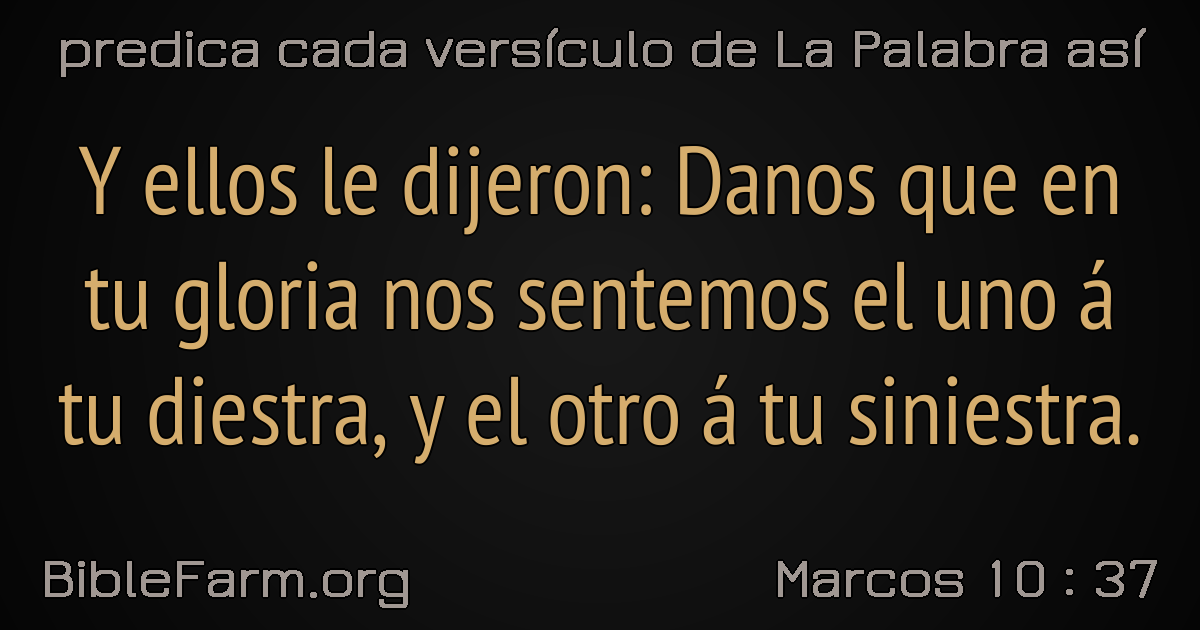 predica cada versículo de La Palabra así
Y ellos le dijeron: Danos que en
tu gloria nos sentemos el uno á
tu diestra, y el otro á tu siniestra.
BibleFarm.org
Marcos 10 : 37